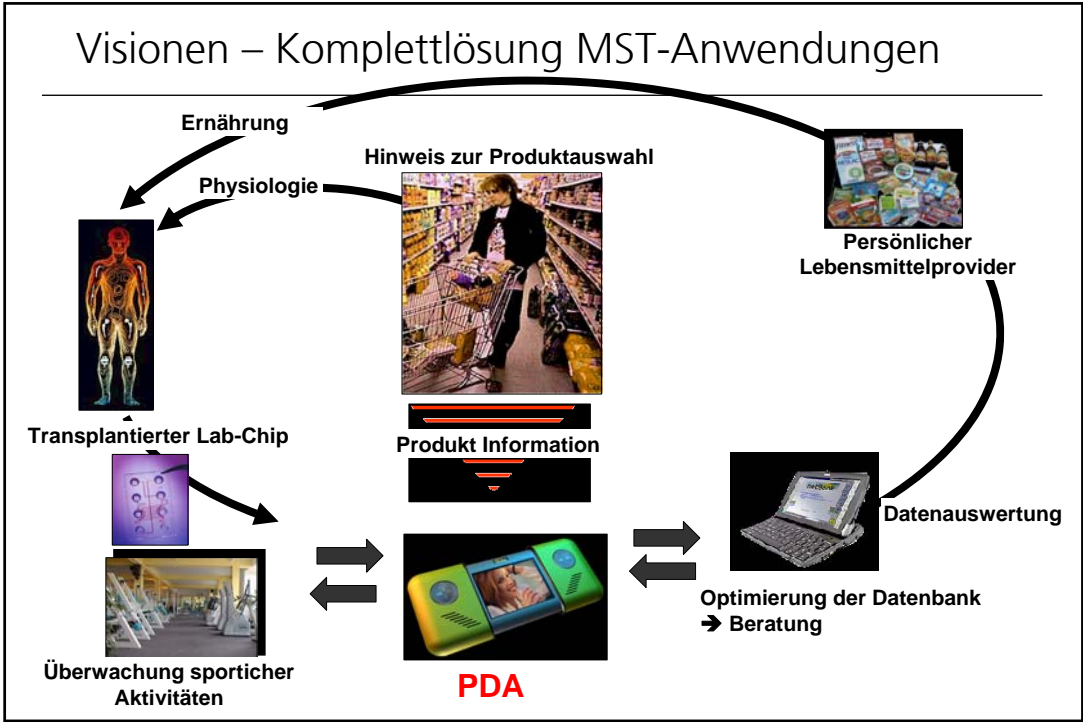 Visionen – Komplettlösung MST-Anwendungen
Ernährung
Hinweis zur Produktauswahl
Physiologie
Persönlicher
Lebensmittelprovider
Transplantierter Lab-Chip
Produkt Information
Datenauswertung
Optimierung der Datenbank
➔ Beratung
Überwachung sporticher
Aktivitäten
PDA